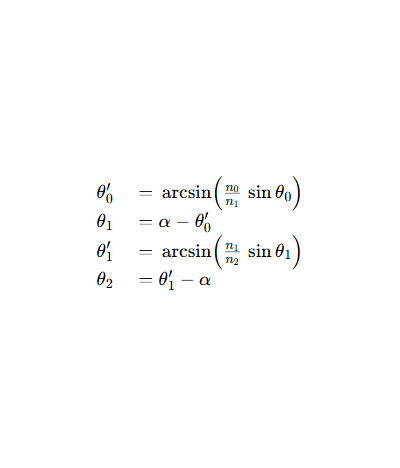 θ′₀ = arcsin(n₀/n₁ sin θ₀)
θ₁ = α − θ′₀
θ′₁ = arcsin(n₁/n₂ sin θ₁)
θ₂ = θ′₁ − α